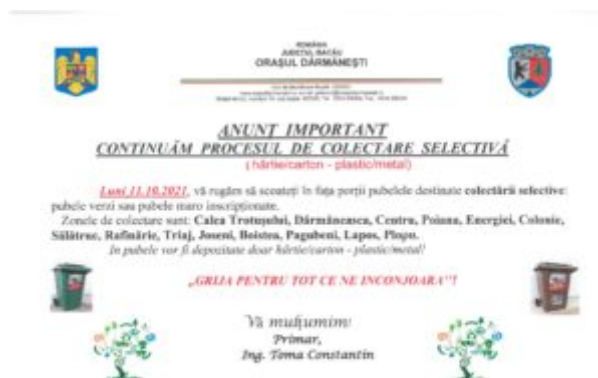 ROMÂNIA
JUDEȚUL BACĂU
ORAȘUL DĂRMĂNEȘTI
ANUNT IMPORTANT
CONTINUĂM PROCESUL DE COLECTARE SELECTIVĂ
( hârtie/carton - plastic/metal)
Luni 11.10.2021, vă rugăm să scoateți în fața porții pubelele destinate colectării selective:
pubele verzi sau pubele maro inscripționate.
Zonele de colectare sunt: Calea Trotușului, Dărmăneasca, Centru, Poiana, Energiei, Colonie,
Sălătruc, Rafinărie, Triaj, Joseni, Boistea, Pagubeni, Lapos, Plopu.
In pubele vor fi depozitate doar hârtie/carton - plastic/metal!
„GRIJA PENTRU TOT CE NE INCONJOARA"!
Vă mulțumim!
Primar,
Ing. Toma Constantin